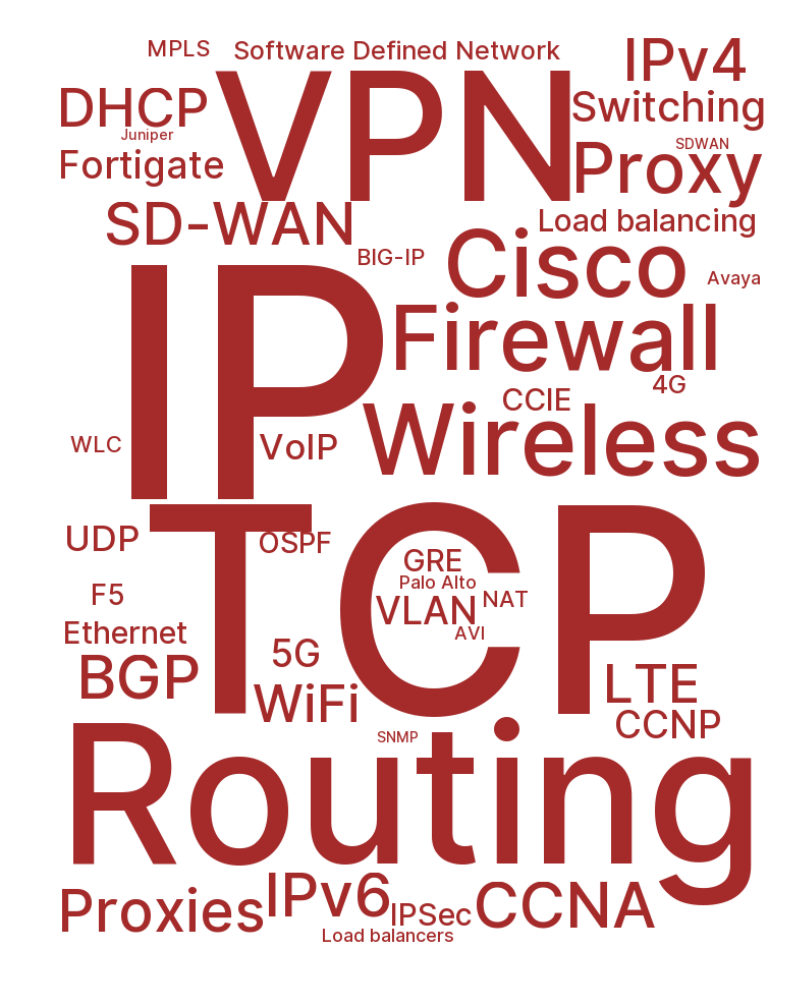 MPLS
Software Defined Network
IPv4
DHCP
VPN
Switching
Juniper
SDWAN
Fortigate
Proxy
SD-WAN
Load balancing
BIG-IP
Cisco
Avaya
IP
Firewall
4G
CCIE
WLC
VoIP
Wireless
UDP
OSPF
TCP
GRE
Palo Alto
F5
VLAN
NAT
Ethernet
AVI
5G
BGP
WiFi
LTE
CCNP
SNMP
Routing
Proxies
IPv6
IPSec
CCNA
Load balancers